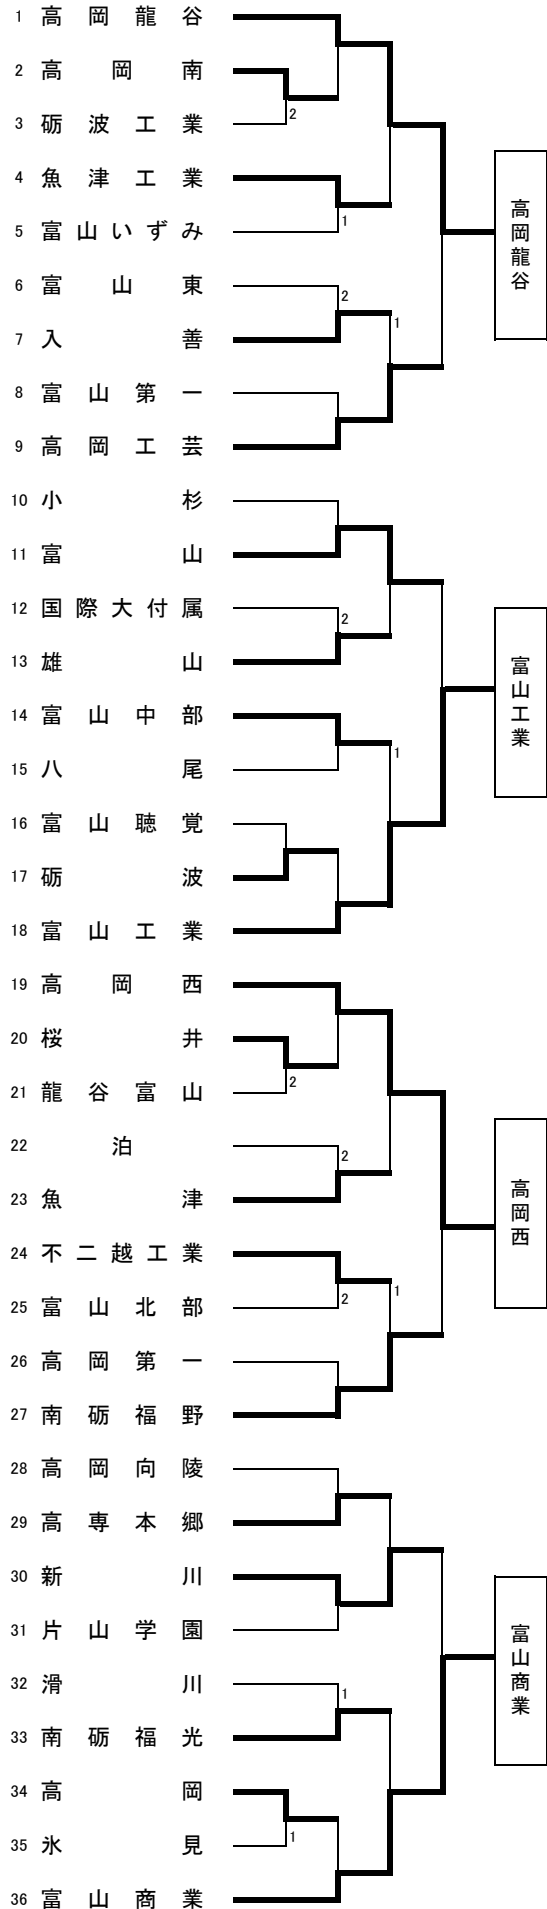 1 高岡龍谷
2 高岡南
2
3 砺波工業
4 魚津工業
1
5 富山いずみ
高岡龍谷
6 富山東
2
1
7 入善
8 富山第一
9 高岡工芸
10 小杉
11 富山
12 国際大付属
2
13 雄山
富山工業
14 富山中部
1
15 八尾
16 富山聴覚
17 砺波
18 富山工業
19 高岡西
20 桜井
2
21 龍谷富山
22 泊
2
23 魚津
高岡西
24 不二越工業
1
2
25 富山北部
26 高岡第一
27 南砺福野
28 高岡向陵
29 高専本郷
30 新川
31 片山学園
富山商業
32 滑川
1
33 南砺福光
34 高岡
1
35 氷見
36 富山商業